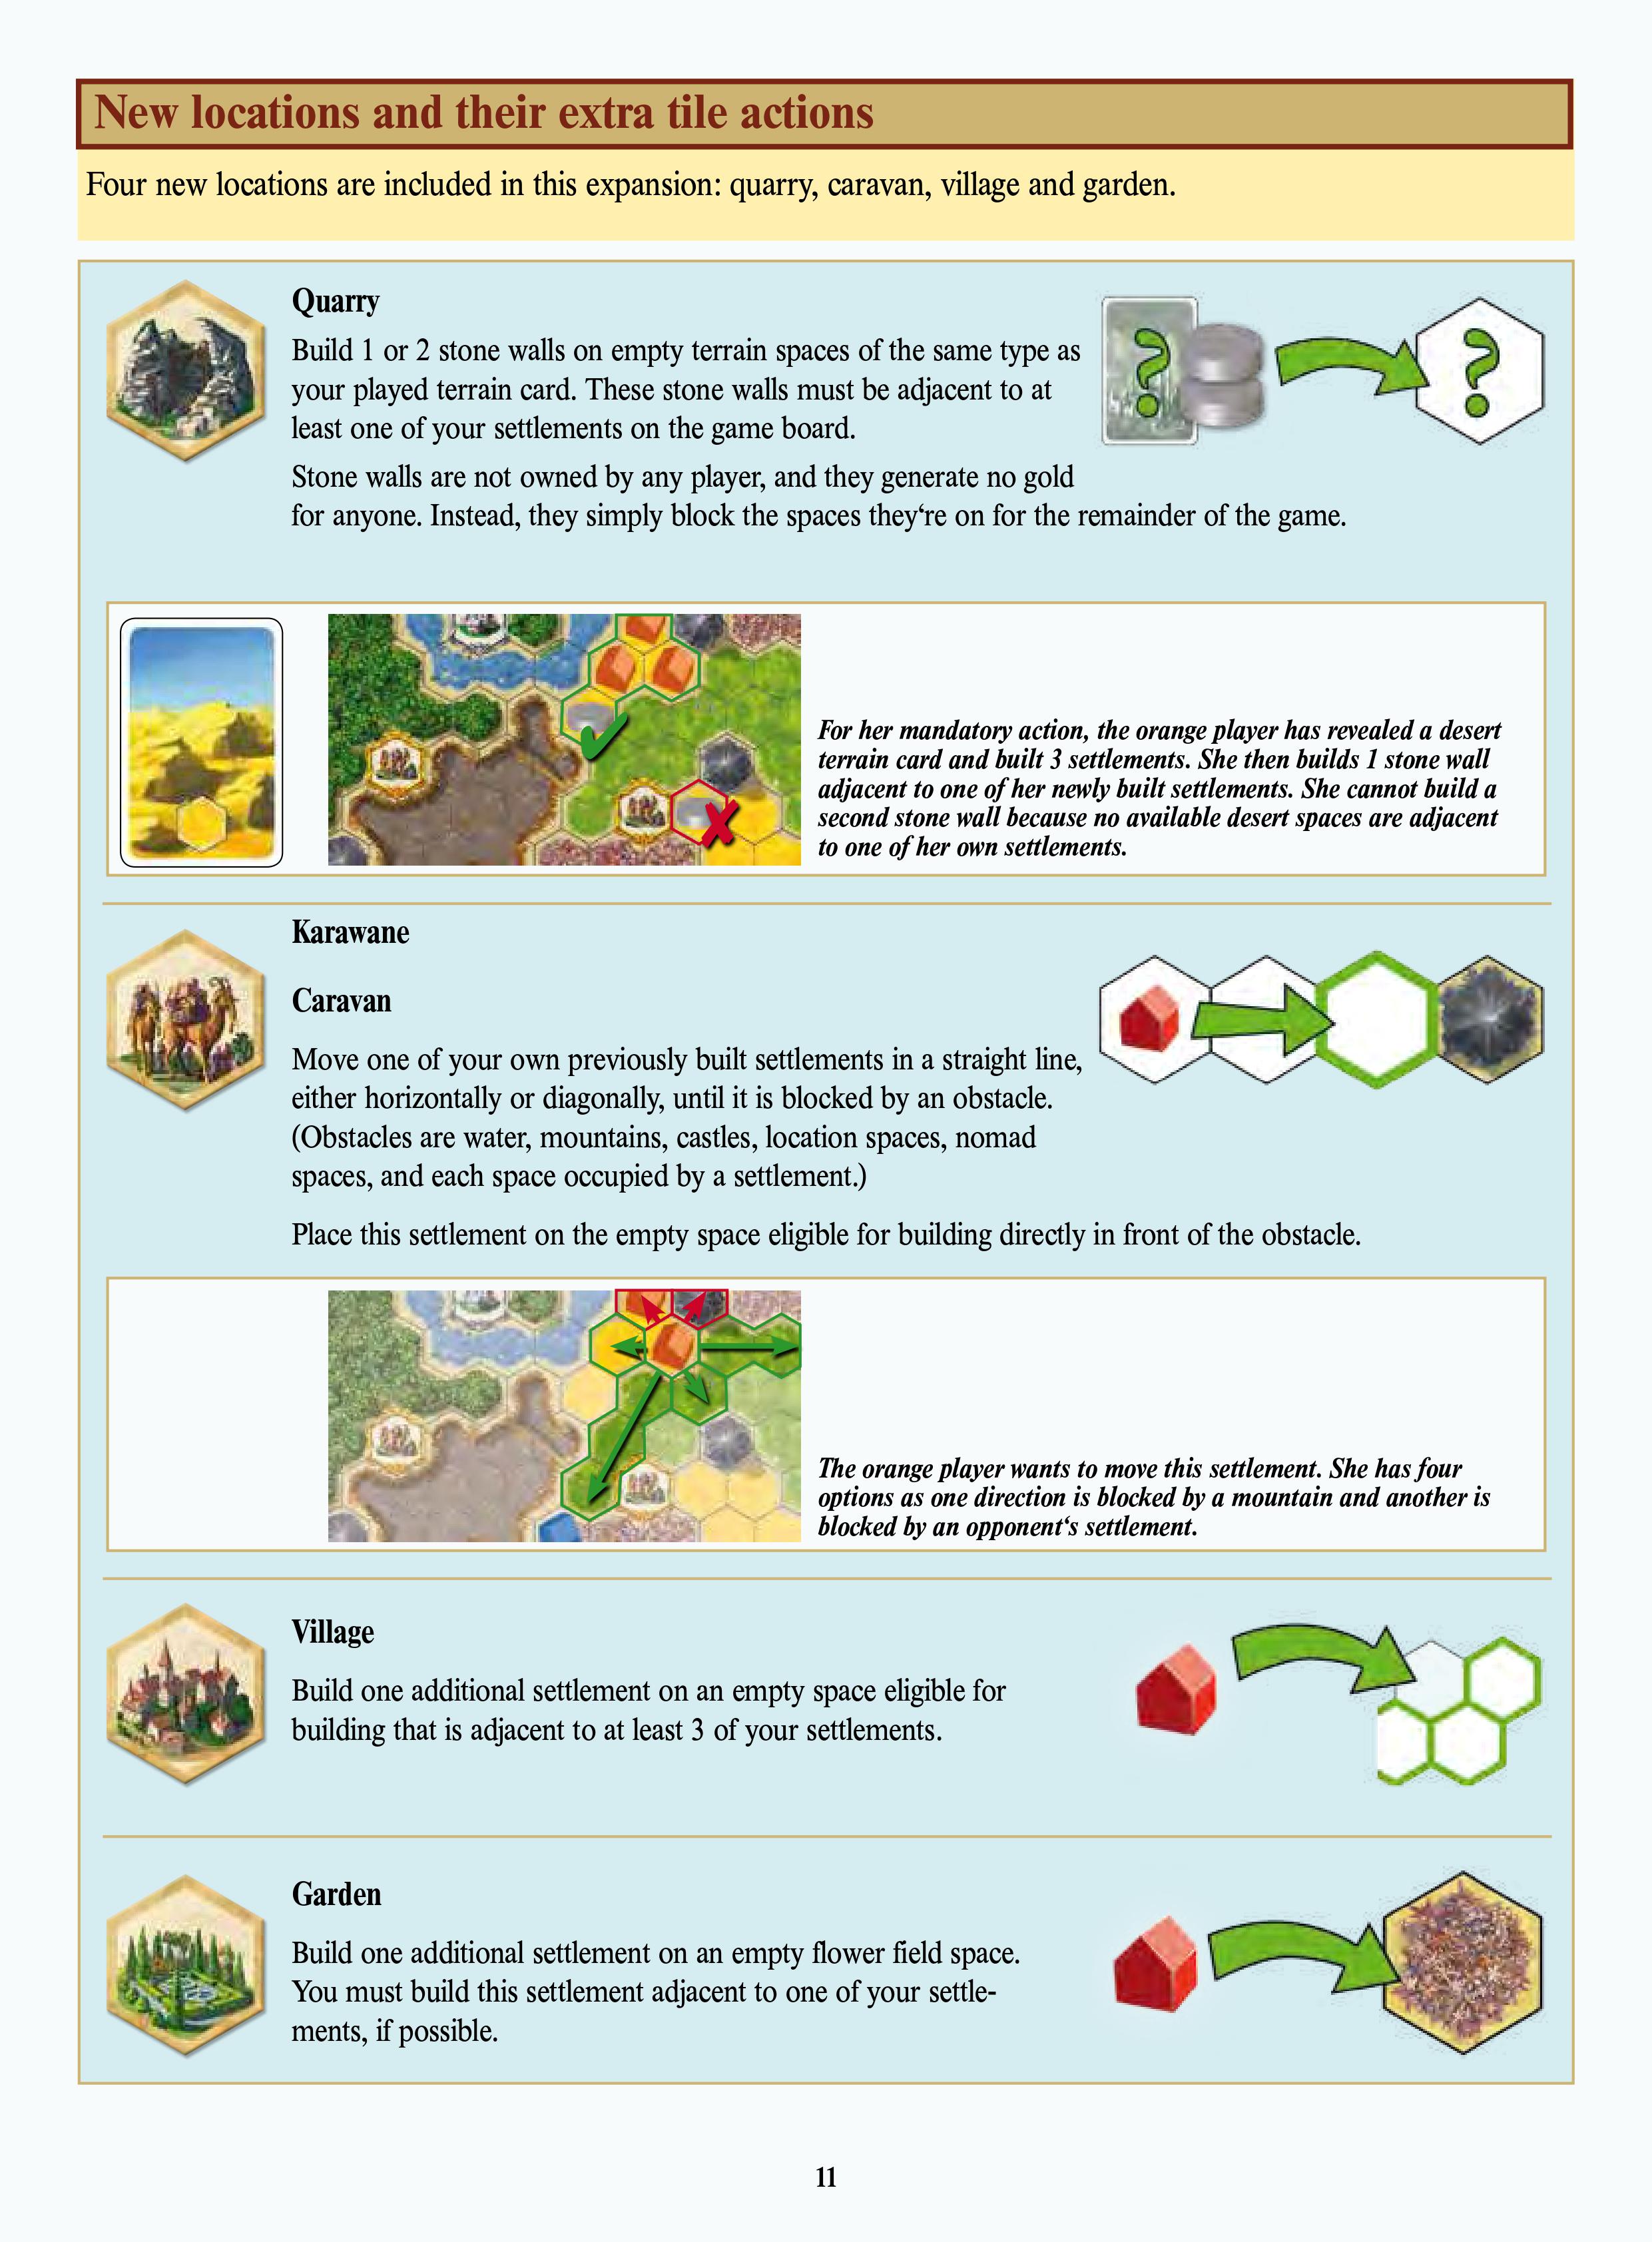 New locations and their extra tile actions
Four new locations are included in this expansion: quarry, caravan, village and garden.
Quarry
Build 1 or 2 stone walls on empty terrain spaces of the same type as
your played terrain card. These stone walls must be adjacent to at
least one of your settlements on the game board.
Stone walls are not owned by any player, and they generate no gold
for anyone. Instead, they simply block the spaces they‘re on for the remainder of the game.
? ?
For her mandatory action, the orange player has revealed a desert
terrain card and built 3 settlements. She then builds 1 stone wall
adjacent to one of her newly built settlements. She cannot build a
second stone wall because no available desert spaces are adjacent
to one of her own settlements.
Karawane
Caravan
Move one of your own previously built settlements in a straight line,
either horizontally or diagonally, until it is blocked by an obstacle.
(Obstacles are water, mountains, castles, location spaces, nomad
spaces, and each space occupied by a settlement.)
Place this settlement on the empty space eligible for building directly in front of the obstacle.
The orange player wants to move this settlement. She has four
options as one direction is blocked by a mountain and another is
blocked by an opponent‘s settlement.
Village
Build one additional settlement on an empty space eligible for
building that is adjacent to at least 3 of your settlements.
Garden
Build one additional settlement on an empty flower field space.
You must build this settlement adjacent to one of your settle-
ments, if possible.
11